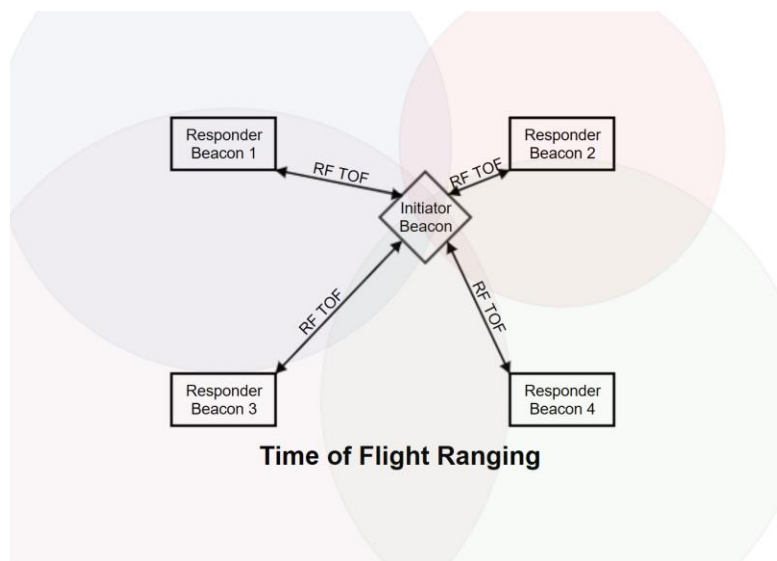 Responder
Beacon 1
Responder
Beacon 2
RF TOF
RF TOF
Initiator
Beacon
RF TOF
RF TOF
Responder
Beacon 3
Responder
Beacon 4
Time of Flight Ranging